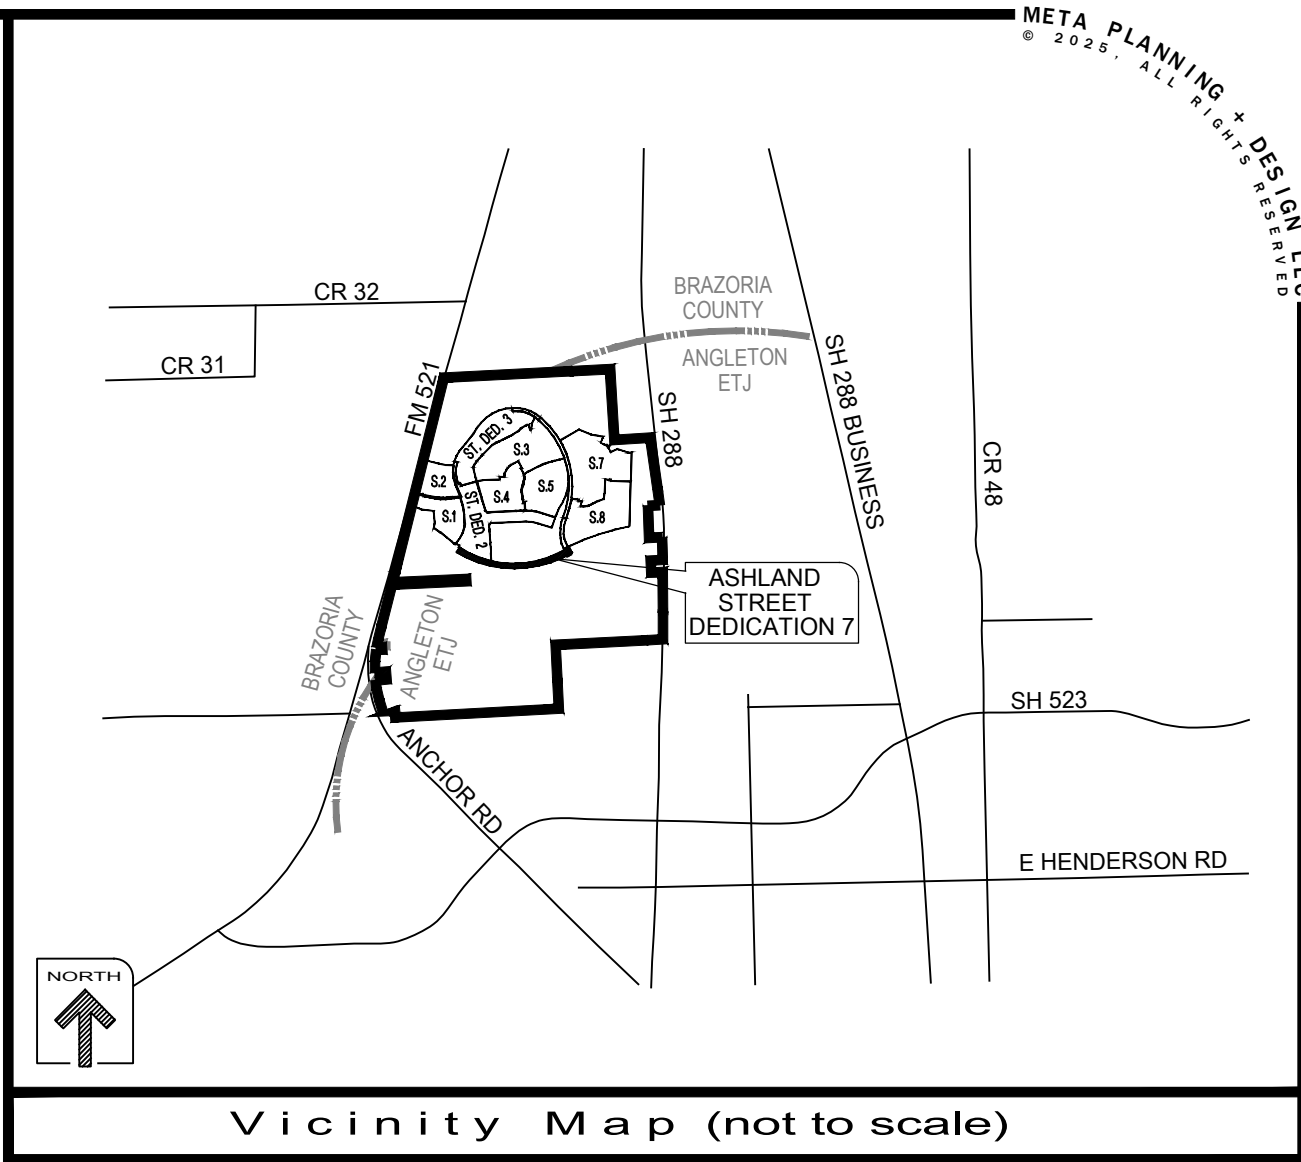 META PLANNING + DESIGN LLC
© 2025, ALL RIGHTS RESERVED
CR 32
CR 31
BRAZORIA
COUNTY
ANGLETON
ETJ
FM 521
SH 288
SH 288 BUSINESS
CR 48
ST. DED. 3
S.3
S.7
S.2
S.5
S.4
S.1
ST. DED. 2
S.8
ASHLAND
STREET
DEDICATION 7
BRAZORIA
COUNTY
ANGLETON
ETJ
SH 523
ANCHOR RD
E HENDERSON RD
NORTH
Vicinity Map (not to scale)